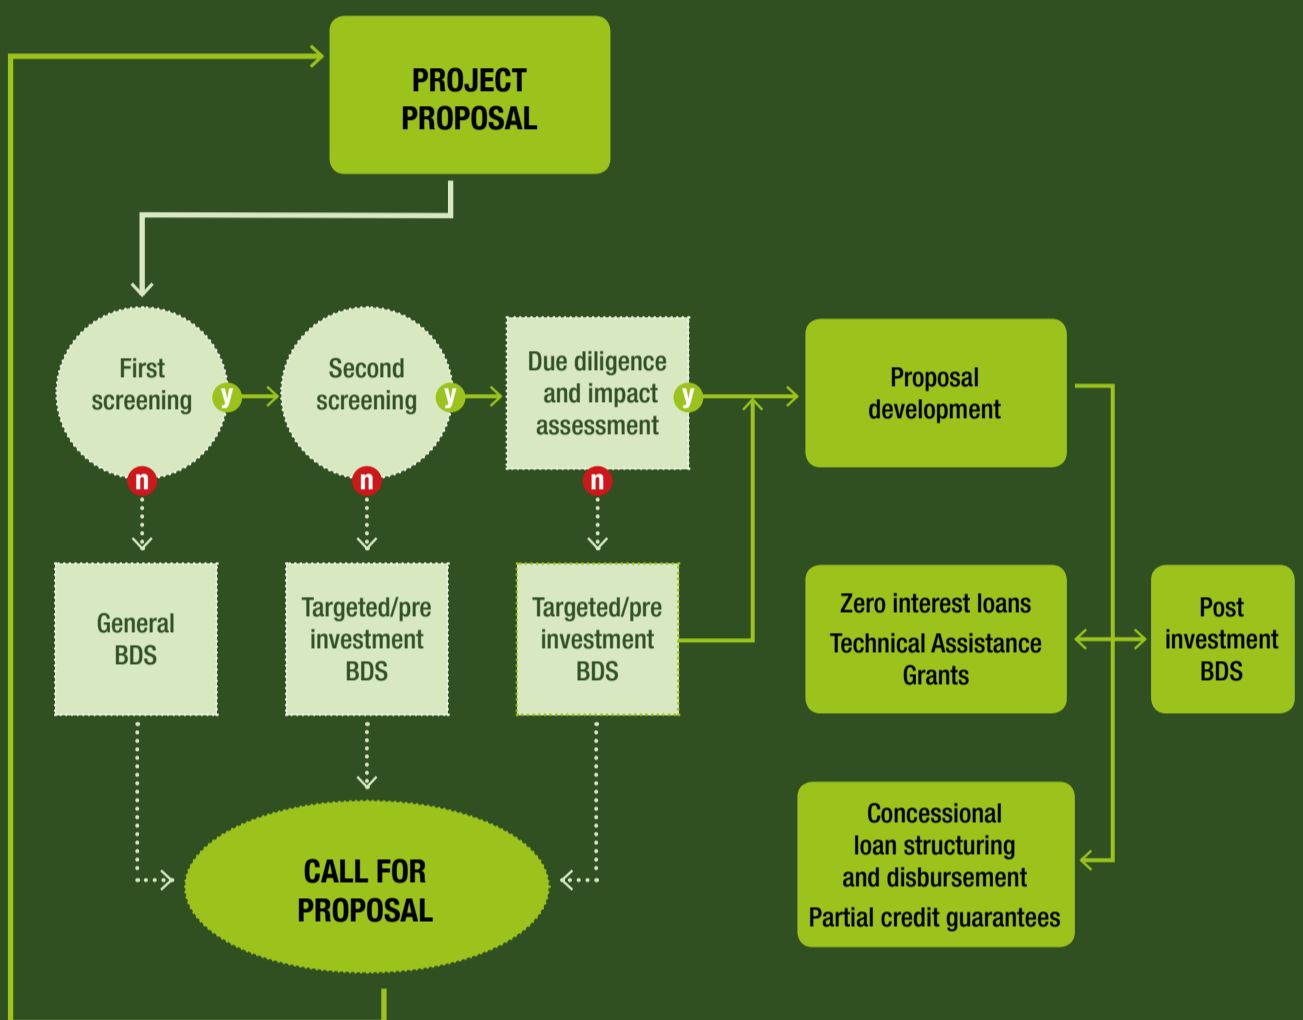 PROJECT
PROPOSAL
First
screening
y
n
Second
screening
y
n
Due diligence
and impact
assessment
y
n
Proposal
development
General
BDS
Targeted/pre
investment
BDS
Targeted/pre
investment
BDS
Zero interest loans
Technical Assistance
Grants
Post
investment
BDS
CALL FOR
PROPOSAL
Concessional
loan structuring
and disbursement
Partial credit guarantees